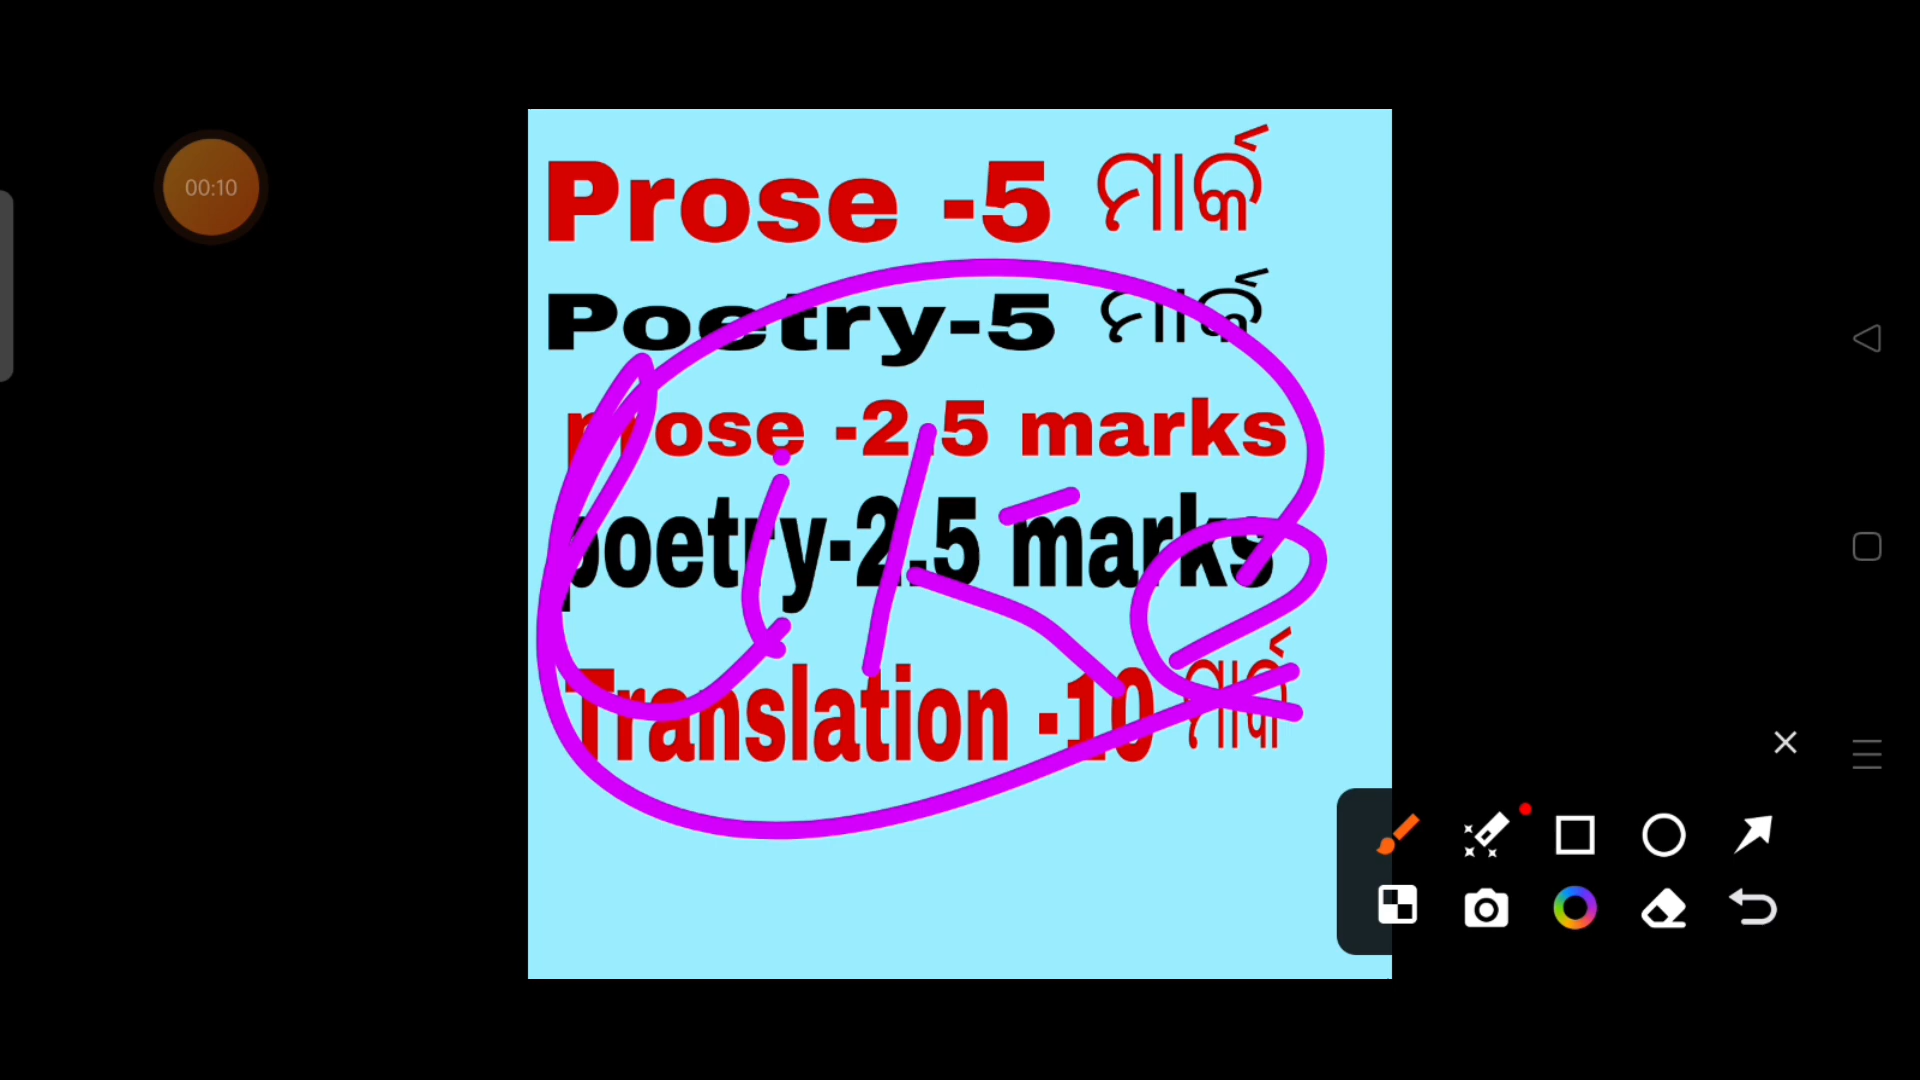 00:10
Prose -5 ମାର୍କ
Poetry-5 ମାର୍କ
prose -2.5 marks
poetry-2.5 marks
Translation -10 ମାର୍କ